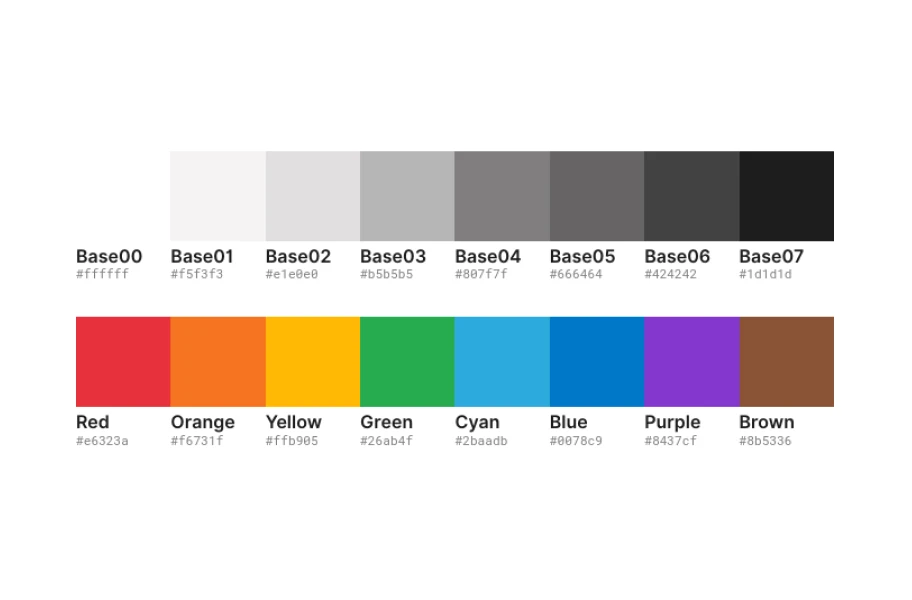 Base00 Base01 Base02 Base03 Base04 Base05 Base06 Base07
#ffffff #f5f3f3 #e1e0e0 #b5b5b5 #807f7f #666464 #424242 #1d1d1d
Red Orange Yellow Green Cyan Blue Purple Brown
#e6323a #f6731f #ffb905 #26ab4f #2baadb #0078c9 #8437cf #8b5336